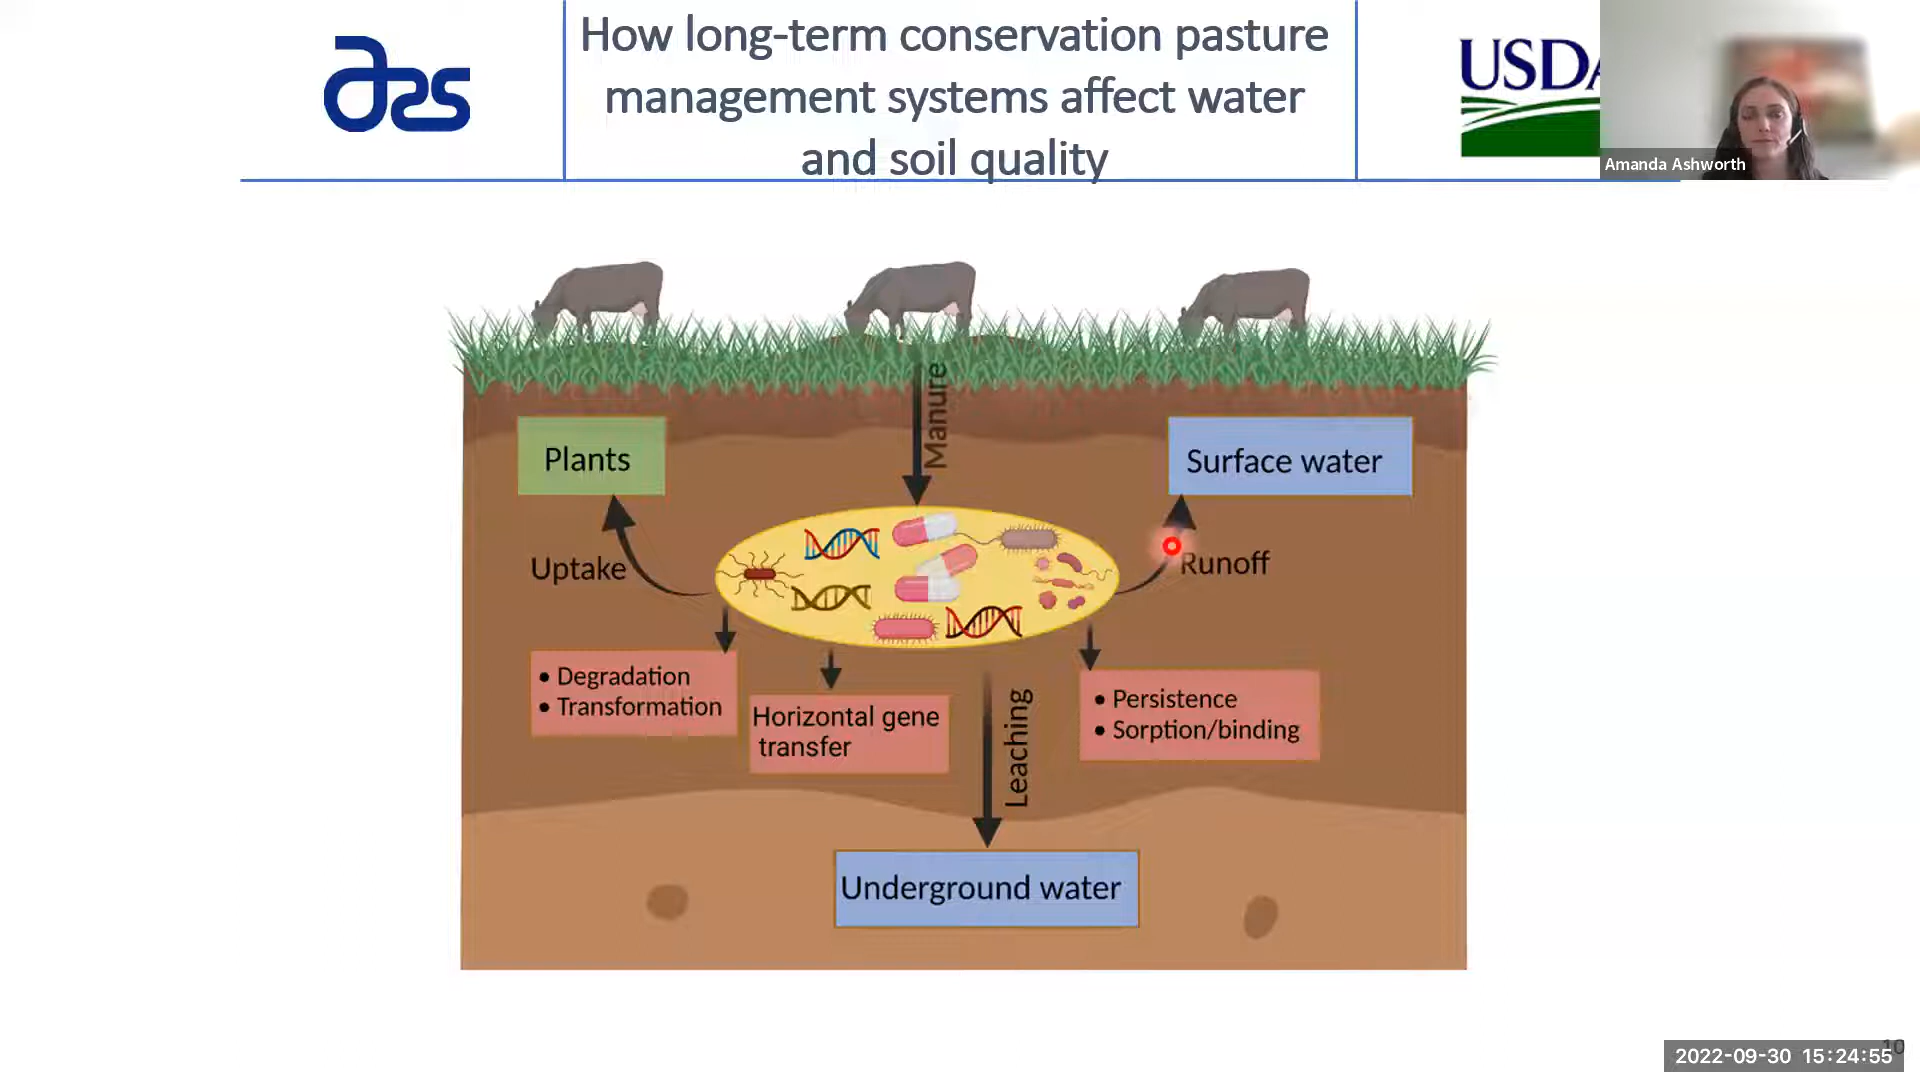 ars
How long-term conservation pasture
management systems affect water
and soil quality
USDA
Amanda Ashworth
Manure
Plants
Surface water
Uptake
Runoff
• Degradation
• Transformation
Horizontal gene
transfer
Leaching
• Persistence
• Sorption/binding
Underground water
2022-09-30 15:24:55
10